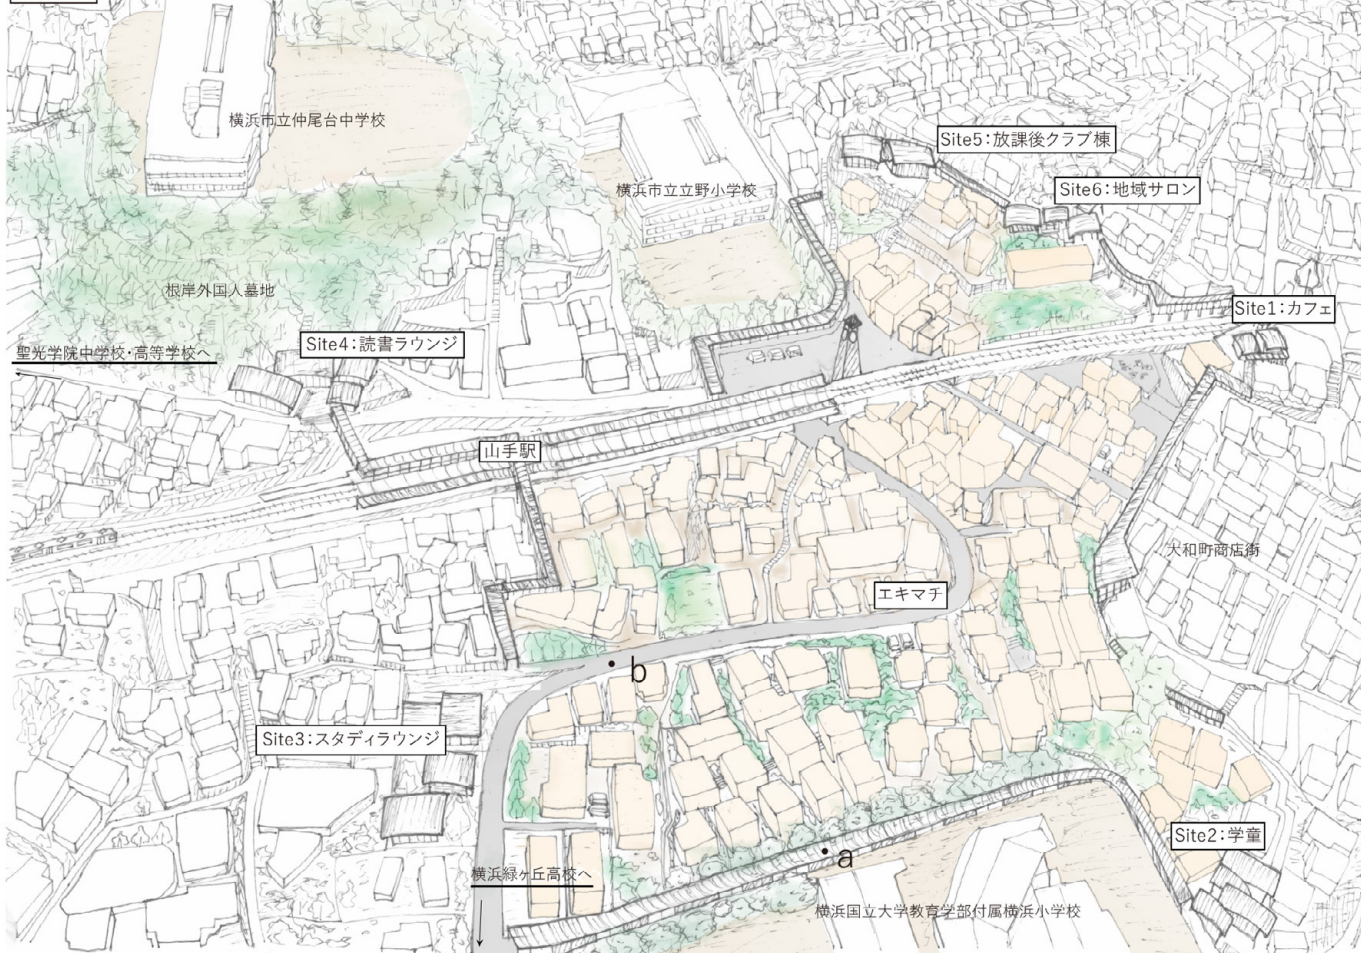 横浜市立仲尾台中学校
Site5:放課後クラブ棟
横浜市立立野小学校
Site6:地域サロン
根岸外国人墓地
Site1:カフェ
Site4:読書ラウンジ
聖光学院中学校・高等学校へ
山手駅
大和町商店街
エキマチ
b
Site3:スタディラウンジ
Site2:学童
a
横浜緑ヶ丘高校へ
横浜国立大学教育学部付属横浜小学校